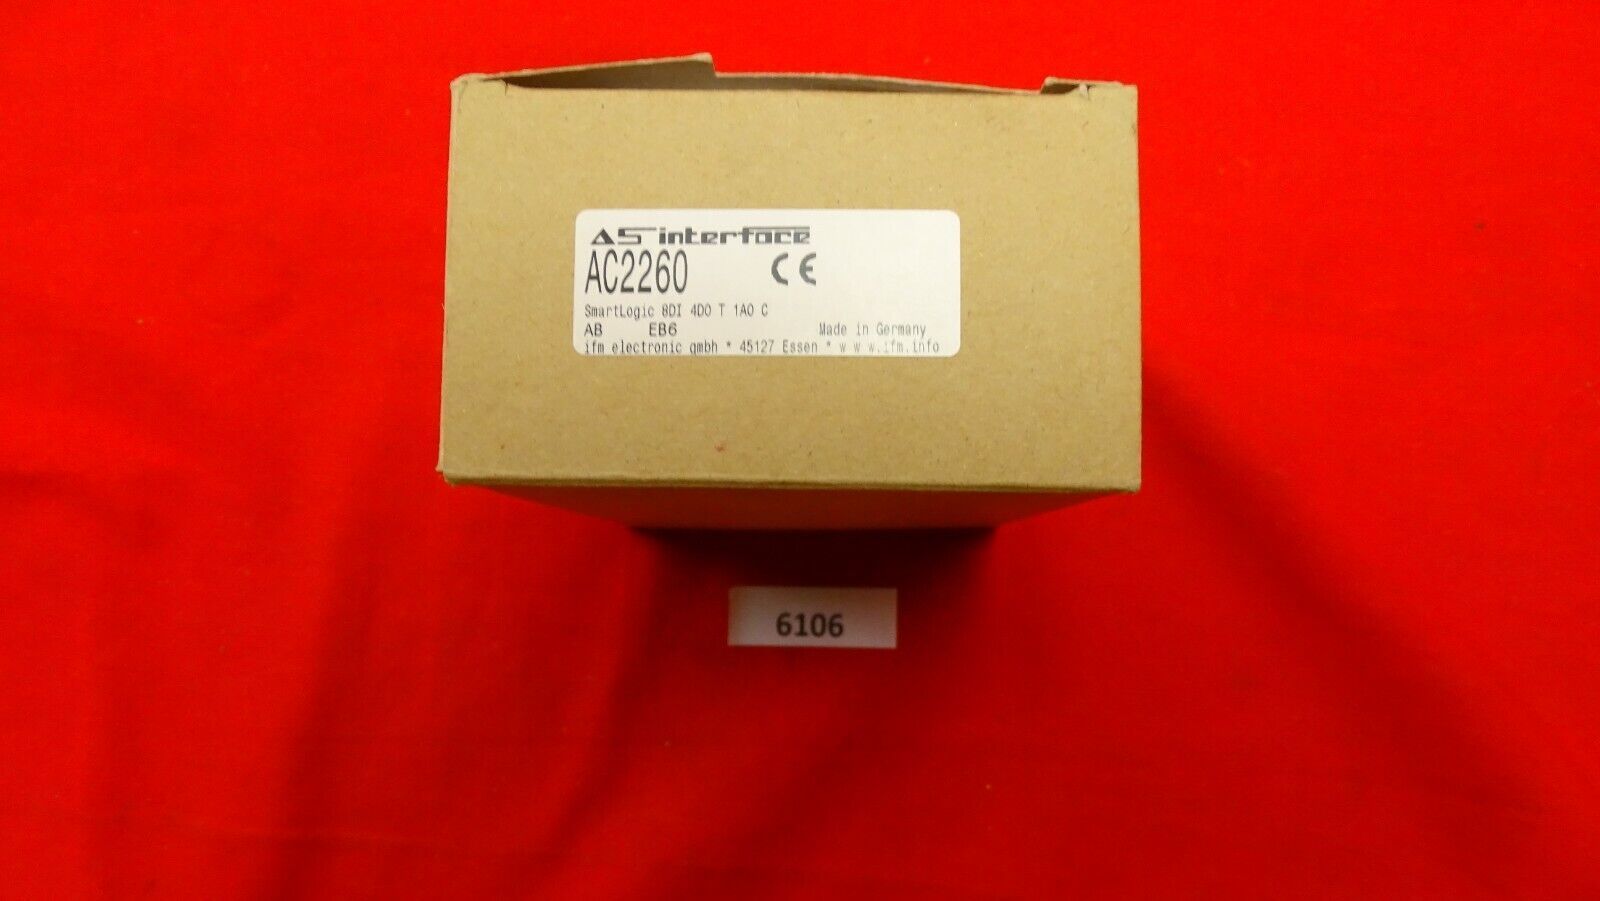 AS interface
AC2260 CE
SmartLogic 8DI 4DO T 1AO C
AB EB6 Made in Germany
ifm electronic gmbh * 45127 Essen * w w w.ifm.info
6106